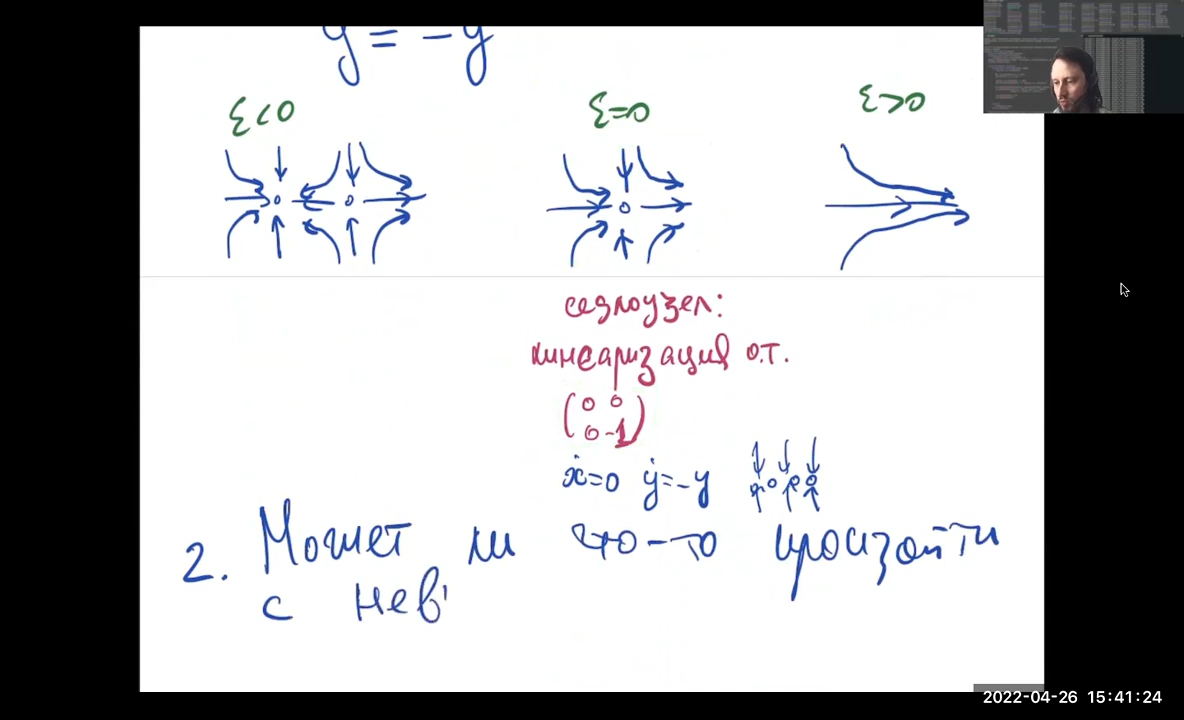 ẏ = -y
ε<0 ε=0 ε>0
седлоузел:
линеаризация о.т.
(0 0
0 -1)
ẋ=0 ẏ=-y
2. Может ли что-то произойти
с нев
2022-04-26 15:41:24